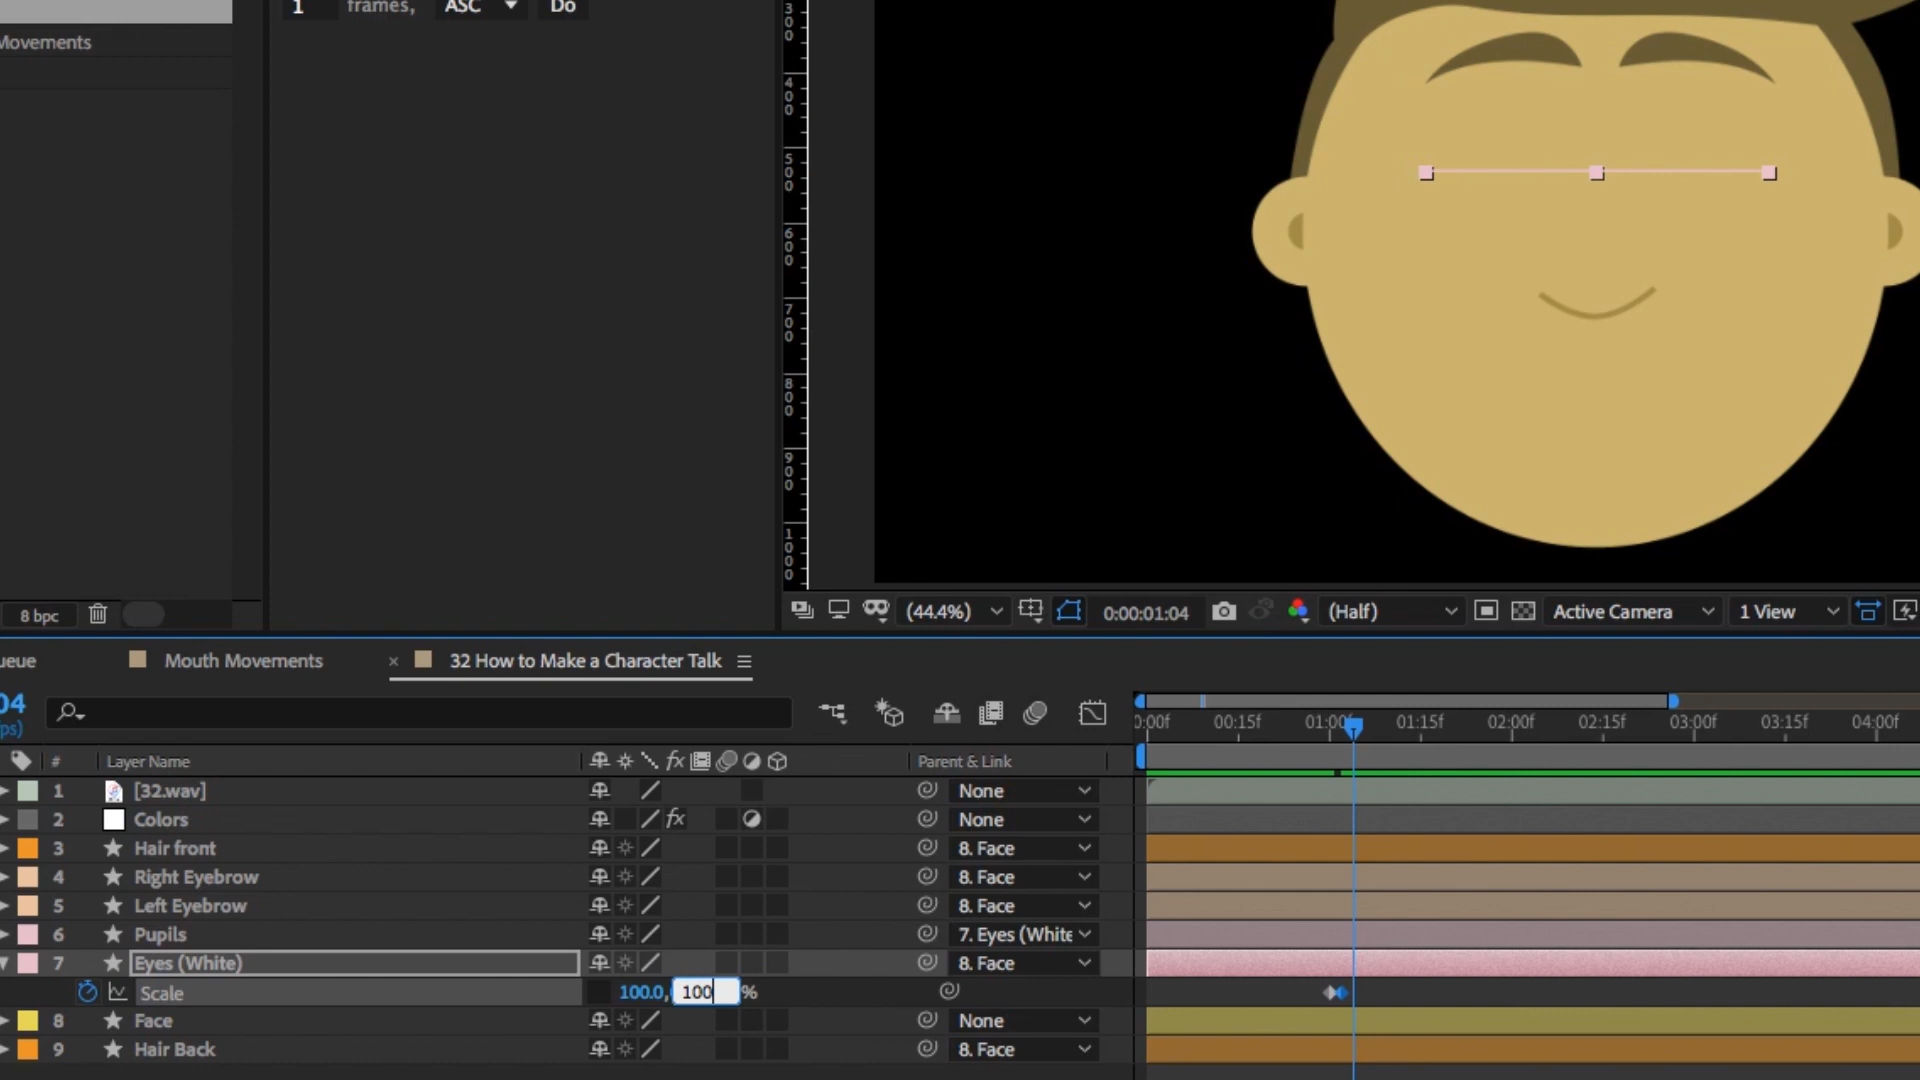 1 frames, ASC Do
Movements
300
400
500
600
700
800
900
1000
8 bpc
(44.4%) 0:00:01:04 (Half) Active Camera 1 View
ueue Mouth Movements × 32 How to Make a Character Talk
04
ps)
0:00f 00:15f 01:00f 01:15f 02:00f 02:15f 03:00f 03:15f 04:00f
# Layer Name fx Parent & Link
1 [32.wav] None
2 Colors fx None
3 Hair front 8. Face
4 Right Eyebrow 8. Face
5 Left Eyebrow 8. Face
6 Pupils 7. Eyes (White
7 Eyes (White) 8. Face
Scale 100.0, 100 %
8 Face None
9 Hair Back 8. Face